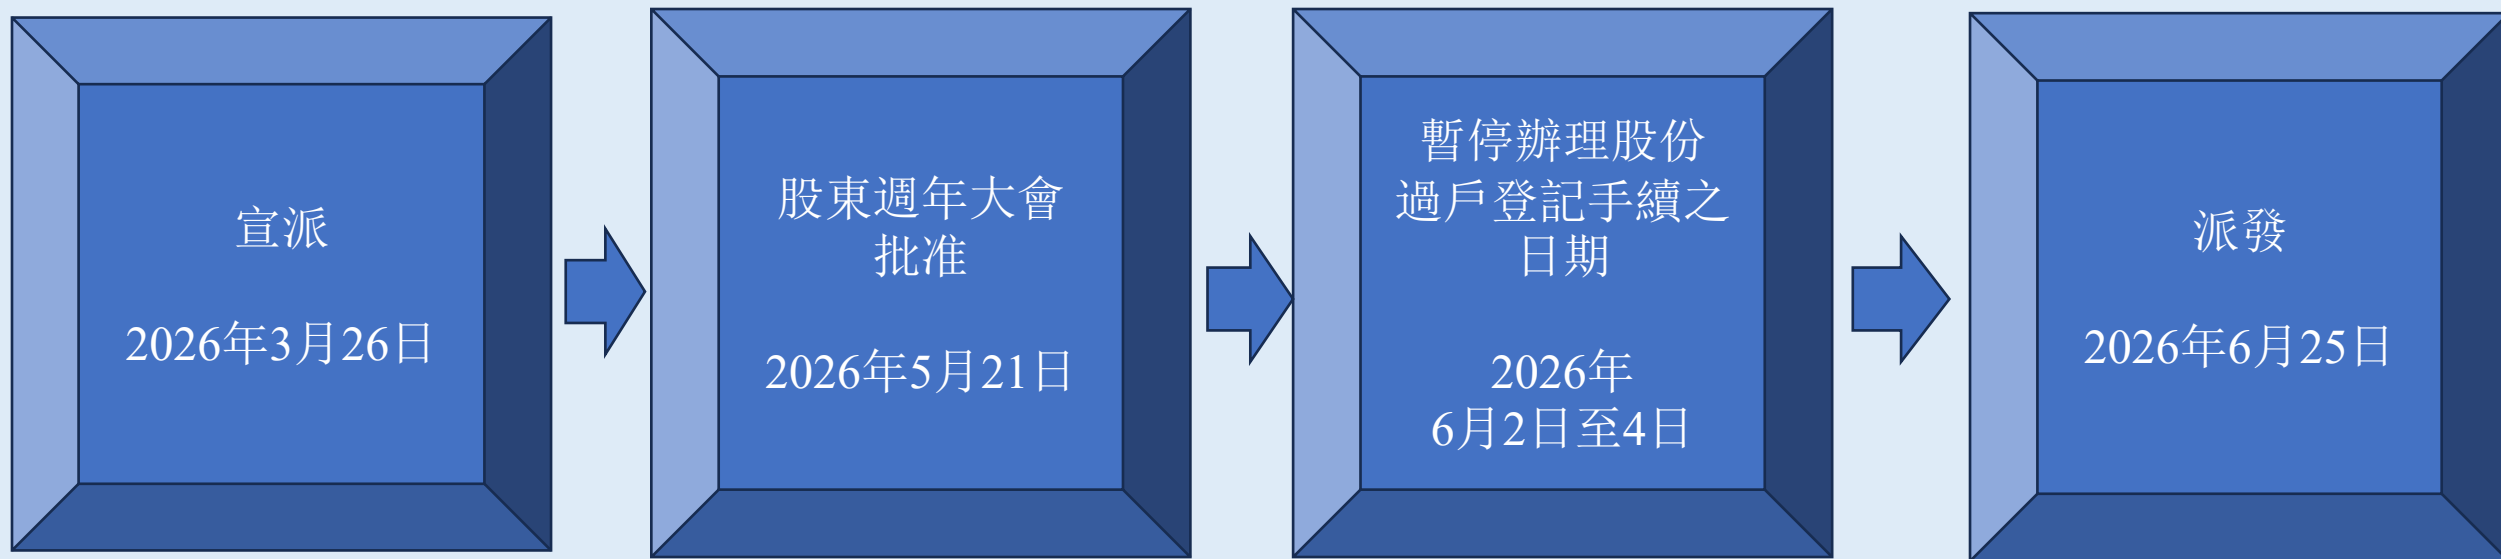 宣派
2026年3月26日
股東週年大會
批准
2026年5月21日
暫停辦理股份
過戶登記手續之
日期
2026年
6月2日至4日
派發
2026年6月25日